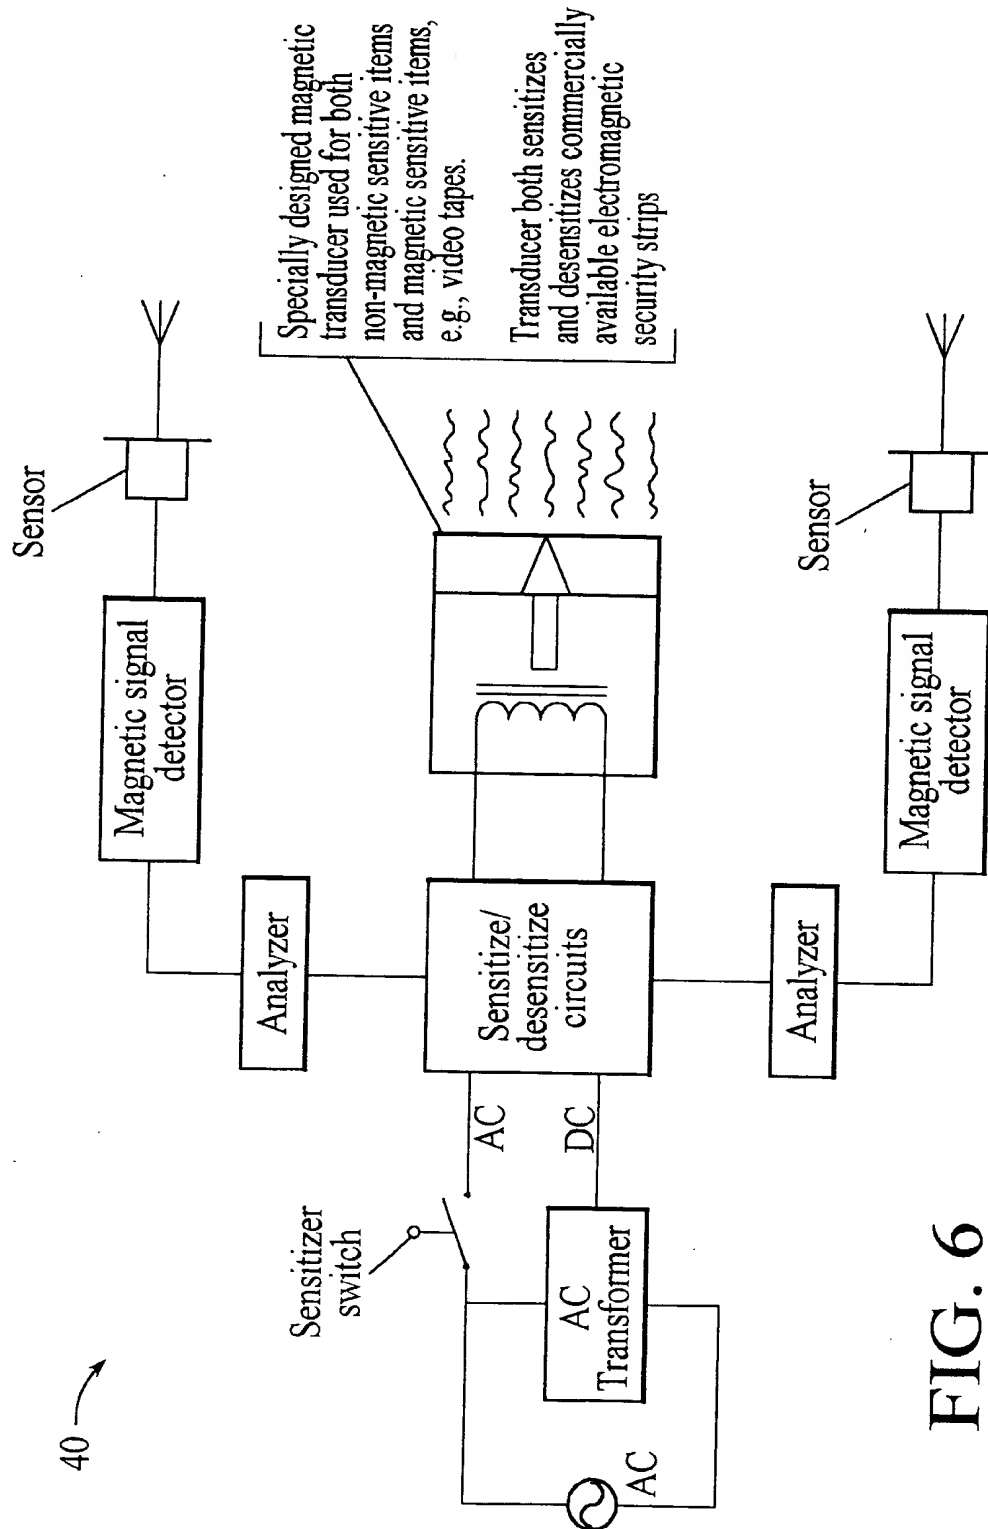 40
Sensor
Magnetic signal
detector
Analyzer
Specially designed magnetic
transducer used for both
non-magnetic sensitive items
and magnetic sensitive items,
e.g., video tapes.
Transducer both sensitizes
and desensitizes commercially
available electromagnetic
security strips
Sensitizer
switch
AC
DC
Sensitize/
desensitize
circuits
AC
Transformer
AC
Sensor
Magnetic signal
detector
Analyzer
FIG. 6